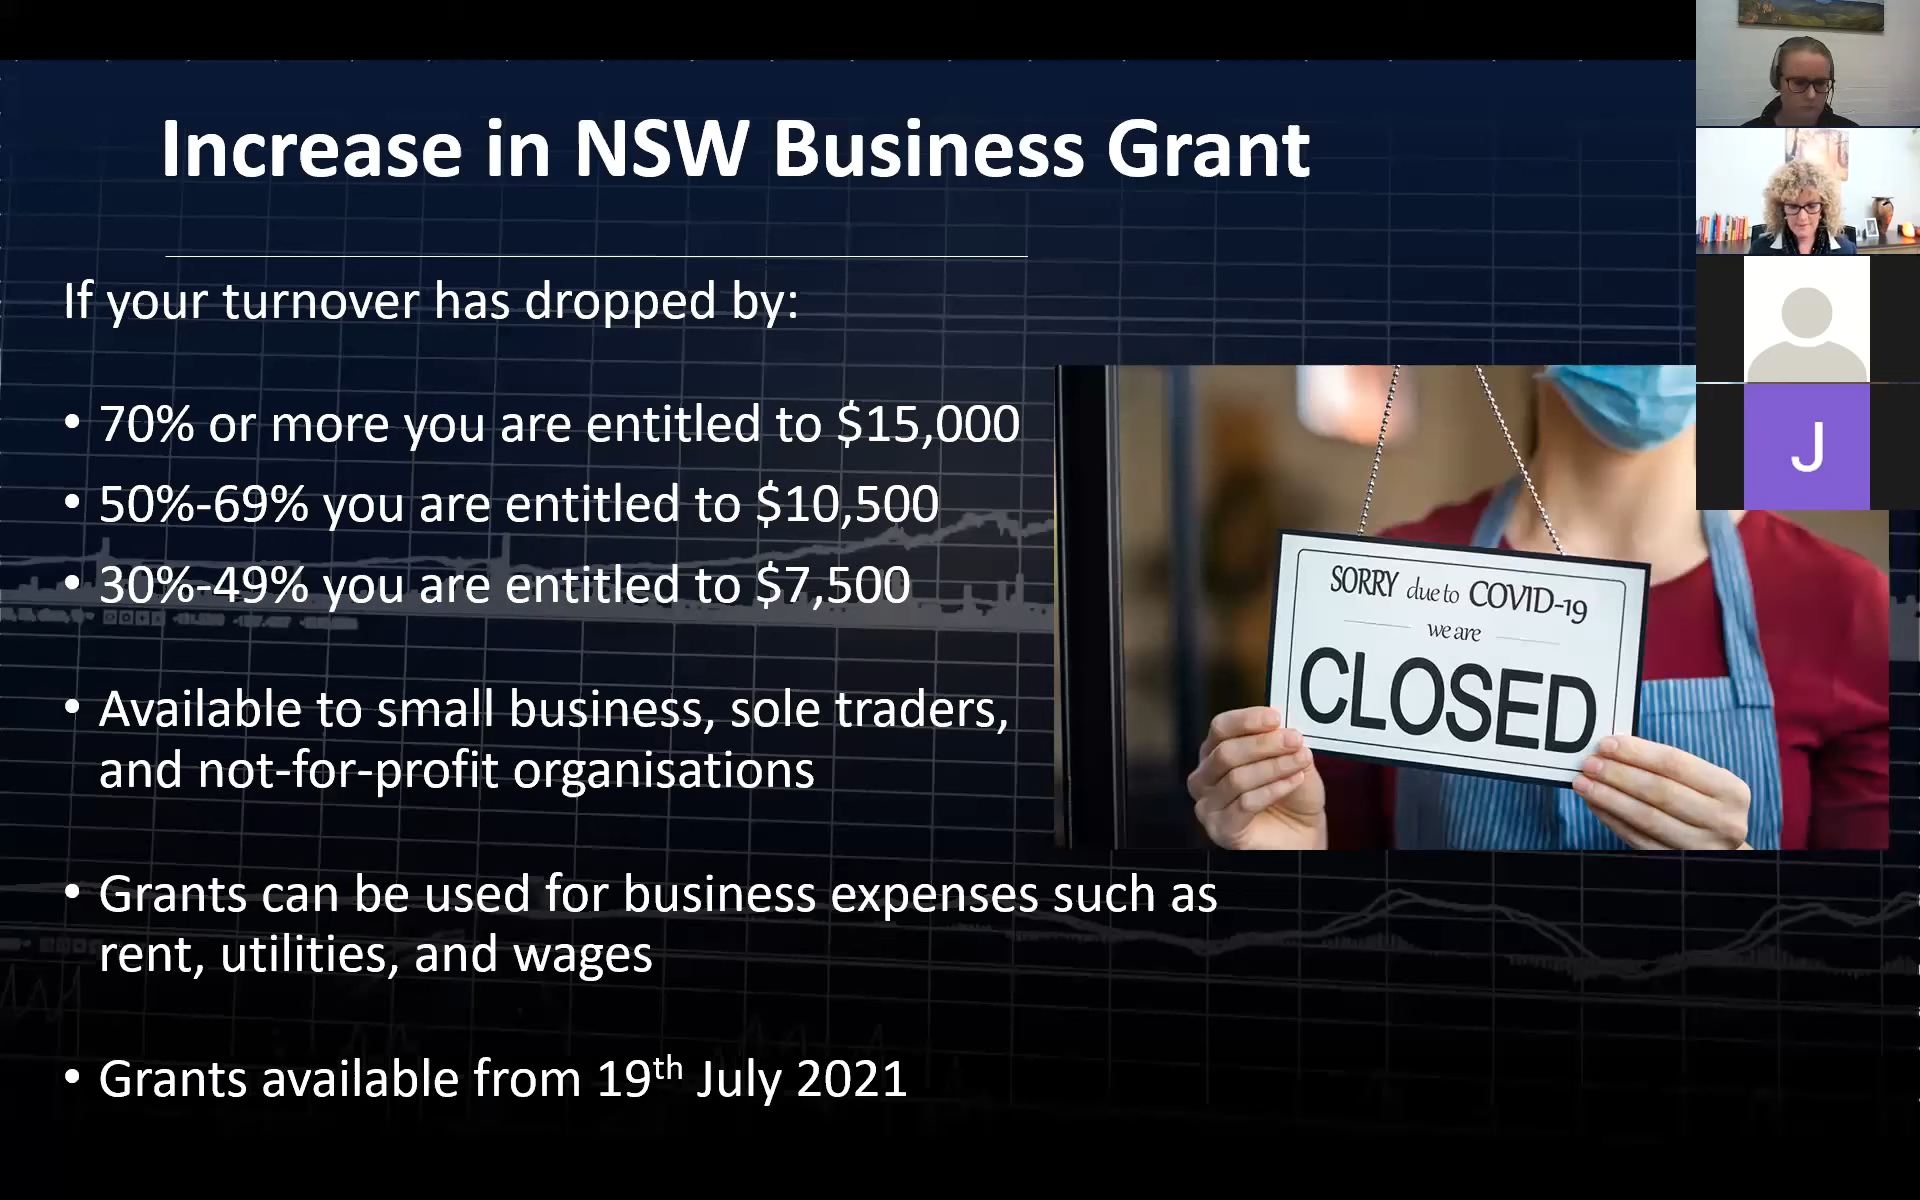 Increase in NSW Business Grant
If your turnover has dropped by:
• 70% or more you are entitled to $15,000
• 50%-69% you are entitled to $10,500
• 30%-49% you are entitled to $7,500
• Available to small business, sole traders,
and not-for-profit organisations
• Grants can be used for business expenses such as
rent, utilities, and wages
• Grants available from 19th July 2021
SORRY due to COVID-19
we are
CLOSED
J